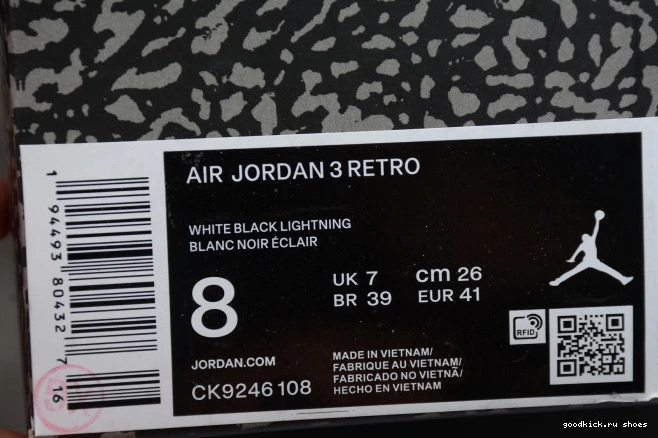 AIR JORDAN 3 RETRO
WHITE BLACK LIGHTNING
BLANC NOIR ÉCLAIR
8
UK 7 cm 26
BR 39 EUR 41
RFID
JORDAN.COM
CK9246 108
MADE IN VIETNAM/
FABRIQUE AU VIETNAM/
FABRICADO NO VIETNÃ/
HECHO EN VIETNAM
1 94493 80432 7 16
goodkick.ru shoes